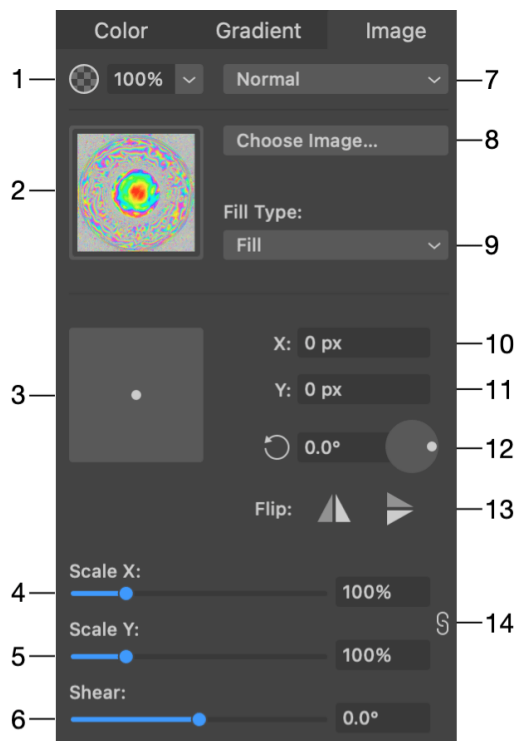 Color Gradient Image
1 100% Normal 7
Choose Image... 8
2
Fill Type:
Fill 9
X: 0 px 10
3 Y: 0 px 11
0.0° 12
Flip: 13
Scale X:
4 100%
14
Scale Y:
5 100%
Shear:
6 0.0°